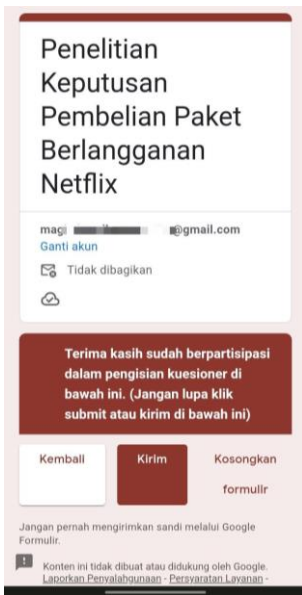 Penelitian
Keputusan
Pembelian Paket
Berlangganan
Netflix
@gmail.com
Ganti akun
Tidak dibagikan
Terima kasih sudah berpartisipasi
dalam pengisian kuesioner di
bawah ini. (Jangan lupa klik
submit atau kirim di bawah ini)
Kembali
Kirim
Kosongkan
formulir
Jangan pernah mengirimkan sandi melalui Google
Formulir.
Konten ini tidak dibuat atau didukung oleh Google.
Laporkan Penyalahgunaan - Persyaratan Layanan -